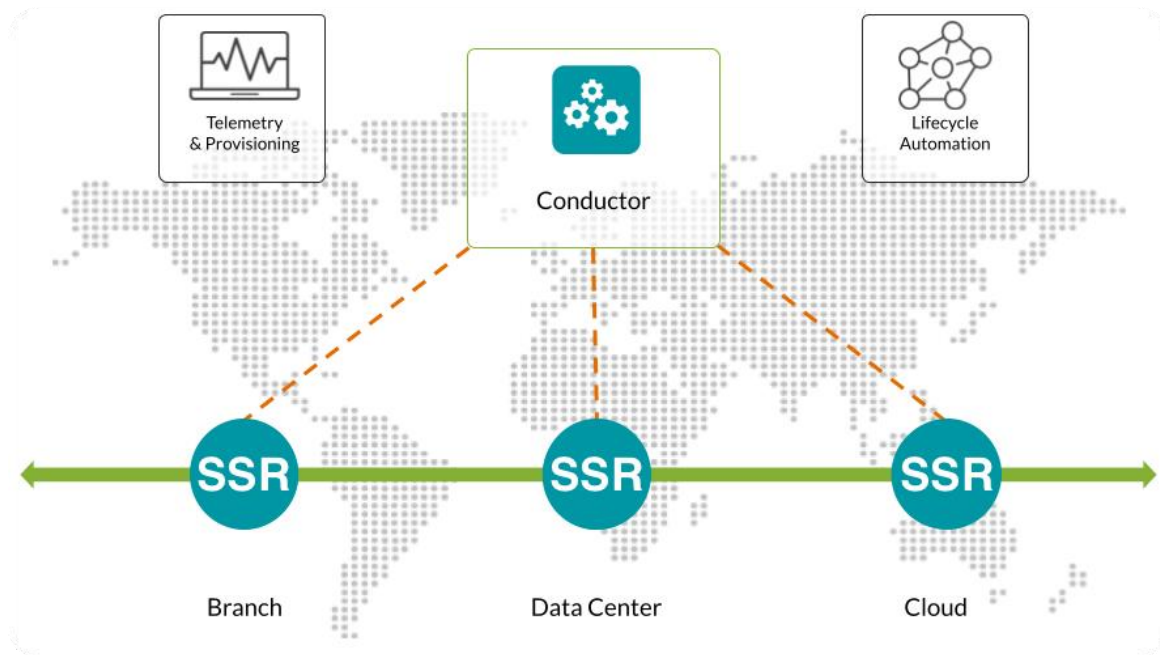 Telemetry
& Provisioning
Conductor
Lifecycle
Automation
SSR
SSR
SSR
Branch
Data Center
Cloud